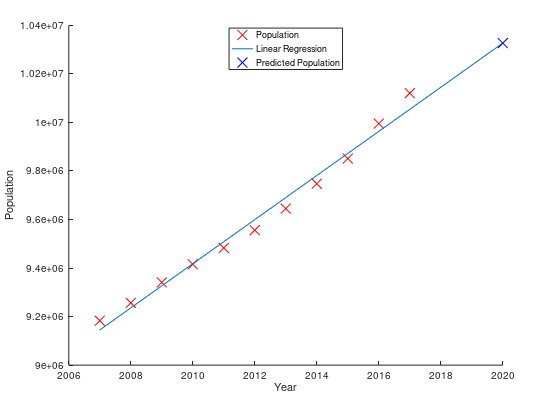 1.04e+07
Population
Linear Regression
Predicted Population
1.02e+07
1e+07
9.8e+06
9.6e+06
9.4e+06
9.2e+06
9e+06
Population
2006 2008 2010 2012 2014 2016 2018 2020
Year